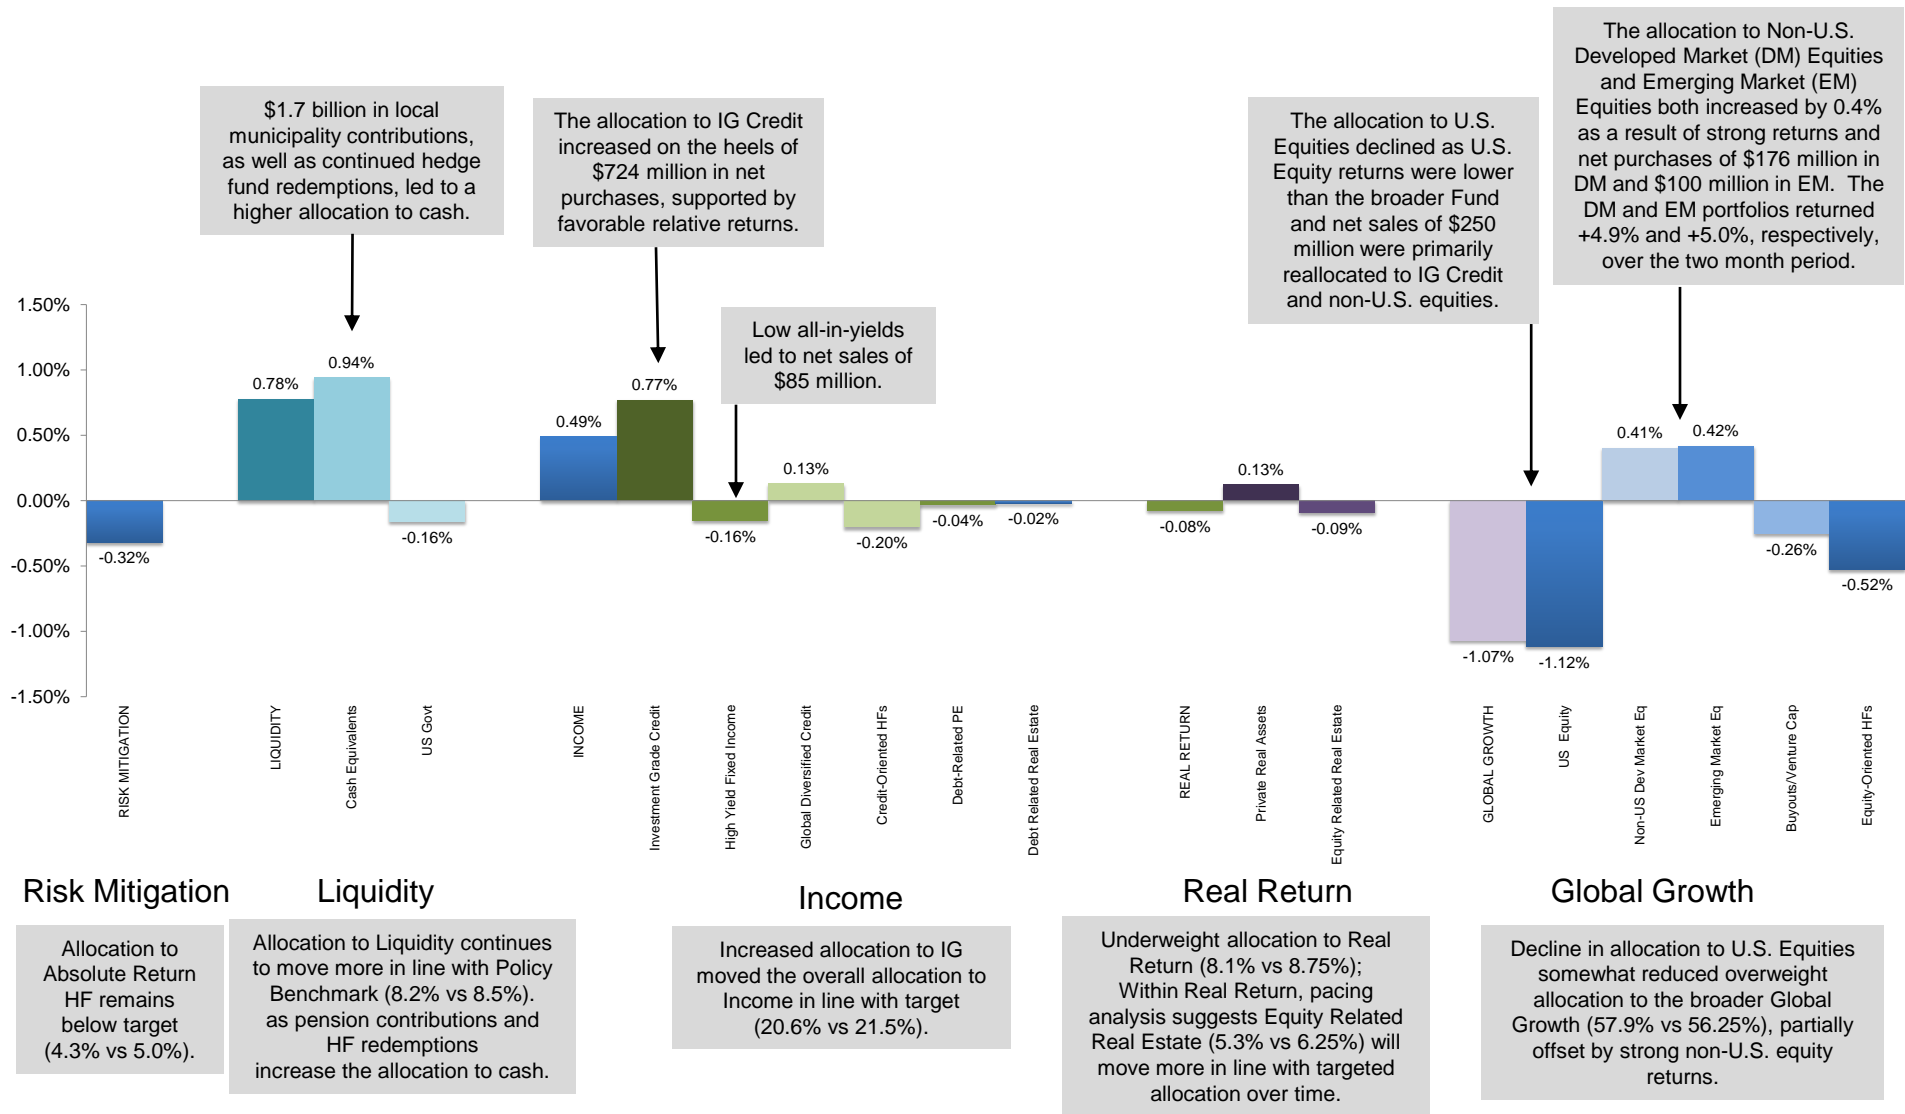 $1.7 billion in local
municipality contributions,
as well as continued hedge
fund redemptions, led to a
higher allocation to cash.
The allocation to IG Credit
increased on the heels of
$724 million in net
purchases, supported by
favorable relative returns.
Low all-in-yields
led to net sales of
$85 million.
The allocation to U.S.
Equities declined as U.S.
Equity returns were lower
than the broader Fund
and net sales of $250
million were primarily
reallocated to IG Credit
and non-U.S. equities.
The allocation to Non-U.S.
Developed Market (DM) Equities
and Emerging Market (EM)
Equities both increased by 0.4%
as a result of strong returns and
net purchases of $176 million in
DM and $100 million in EM.  The
DM and EM portfolios returned
+4.9% and +5.0%, respectively,
over the two month period.
1.50%
1.00%
0.50%
0.00%
-0.50%
-1.00%
-1.50%
-0.32%
0.78%
0.94%
-0.16%
0.49%
0.77%
-0.16%
0.13%
-0.20%
-0.04%
-0.02%
-0.08%
0.13%
-0.09%
-1.07%
-1.12%
0.41%
0.42%
-0.26%
-0.52%
RISK MITIGATION
LIQUIDITY
Cash Equivalents
US Govt
INCOME
Investment Grade Credit
High Yield Fixed Income
Global Diversified Credit
Credit-Oriented HFs
Debt-Related PE
Debt Related Real Estate
REAL RETURN
Private Real Assets
Equity Related Real Estate
GLOBAL GROWTH
US  Equity
Non-US Dev Market Eq
Emerging Market Eq
Buyouts/Venture Cap
Equity-Oriented HFs
Risk Mitigation
Allocation to
Absolute Return
HF remains
below target
(4.3% vs 5.0%).
Liquidity
Allocation to Liquidity continues
to move more in line with Policy
Benchmark (8.2% vs 8.5%).
as pension contributions and
HF redemptions
increase the allocation to cash.
Income
Increased allocation to IG
moved the overall allocation to
Income in line with target
(20.6% vs 21.5%).
Real Return
Underweight allocation to Real
Return (8.1% vs 8.75%);
Within Real Return, pacing
analysis suggests Equity Related
Real Estate (5.3% vs 6.25%) will
move more in line with targeted
allocation over time.
Global Growth
Decline in allocation to U.S. Equities
somewhat reduced overweight
allocation to the broader Global
Growth (57.9% vs 56.25%), partially
offset by strong non-U.S. equity
returns.